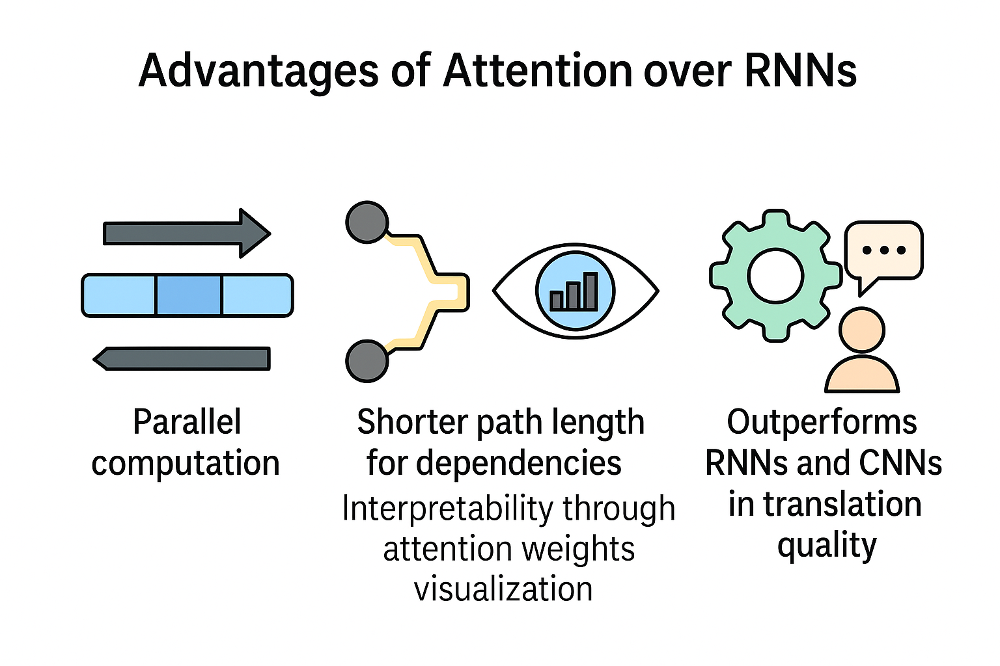 Advantages of Attention over RNNs
Parallel
computation
Shorter path length
for dependencies
Interpretability through
attention weights
visualization
Outperforms
RNNs and CNNs
in translation
quality